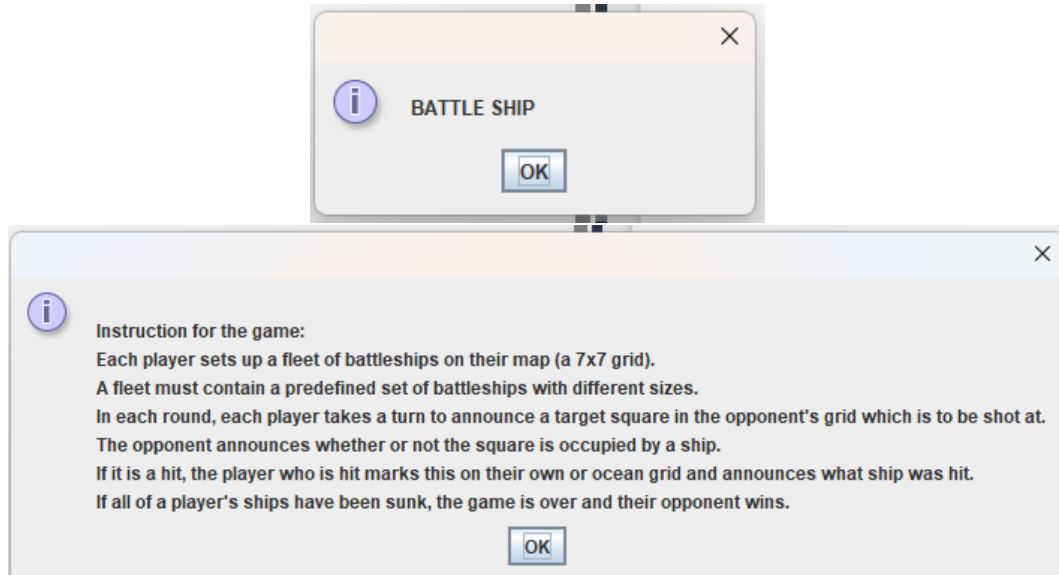 BATTLE SHIP
OK
Instruction for the game:
Each player sets up a fleet of battleships on their map (a 7x7 grid).
A fleet must contain a predefined set of battleships with different sizes.
In each round, each player takes a turn to announce a target square in the opponent's grid which is to be shot at.
The opponent announces whether or not the square is occupied by a ship.
If it is a hit, the player who is hit marks this on their own or ocean grid and announces what ship was hit.
If all of a player's ships have been sunk, the game is over and their opponent wins.
OK